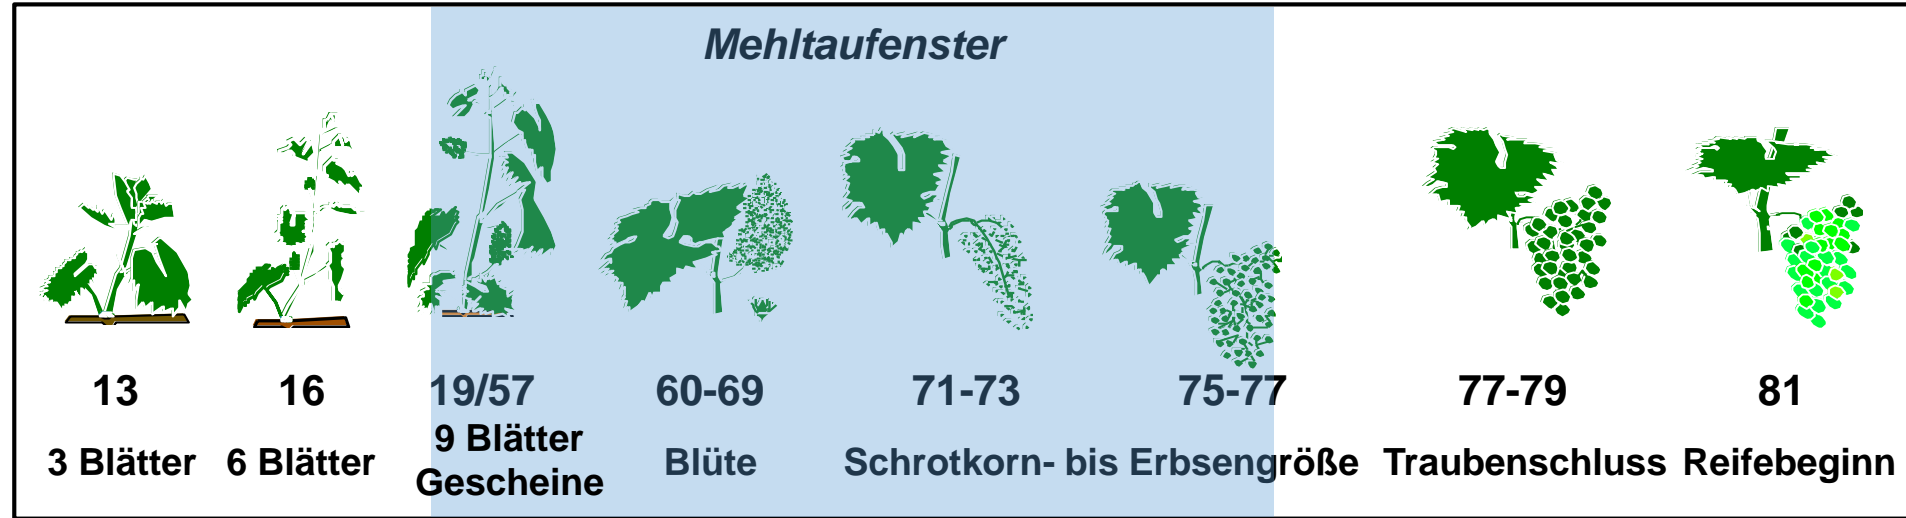 Mehltaufenster
13 16 19/57 60-69 71-73 75-77 77-79 81
9 Blätter
3 Blätter 6 Blätter Blüte Schrotkorn- bis Erbsengröße Traubenschluss Reifebeginn
Gescheine